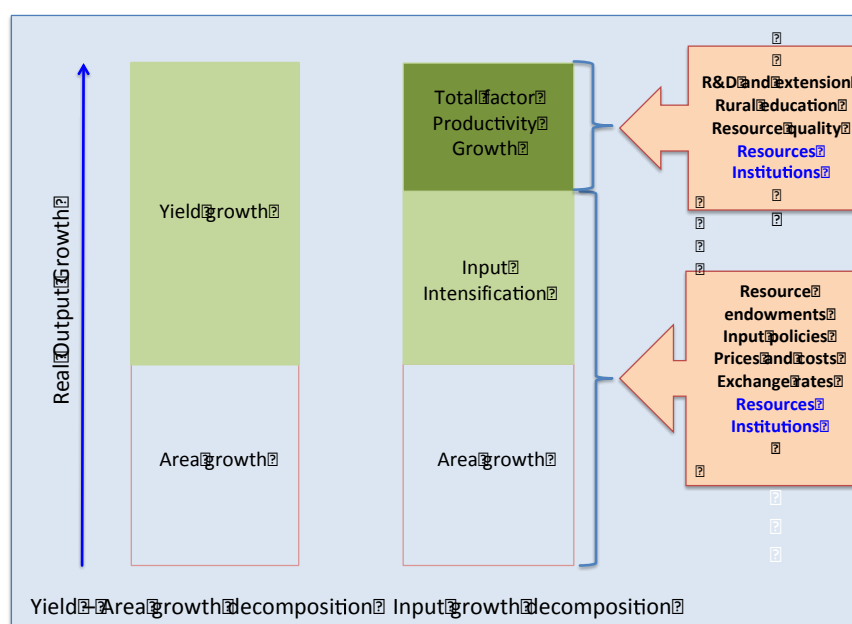 Real Output Growth
Yield growth
Area growth
Total factor
Productivity
Growth
Input
Intensification
Area growth
R&D and extension
Rural education
Resource quality
Resources
Institutions
Resource
endowments
Input policies
Prices and costs
Exchange rates
Resources
Institutions
Yield – Area growth decomposition Input growth decomposition